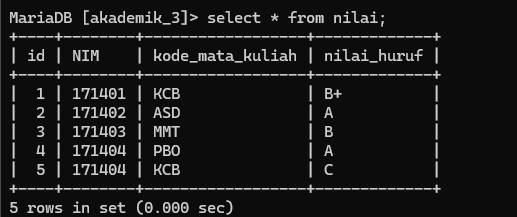 MariaDB [akademik_3]> select * from nilai;
+----+--------+------------------+-------------+
| id | NIM    | kode_mata_kuliah | nilai_huruf |
+----+--------+------------------+-------------+
|  1 | 171401 | KCB              | B+          |
|  2 | 171402 | ASD              | A           |
|  3 | 171403 | MMT              | B           |
|  4 | 171404 | PBO              | A           |
|  5 | 171404 | KCB              | C           |
+----+--------+------------------+-------------+
5 rows in set (0.000 sec)